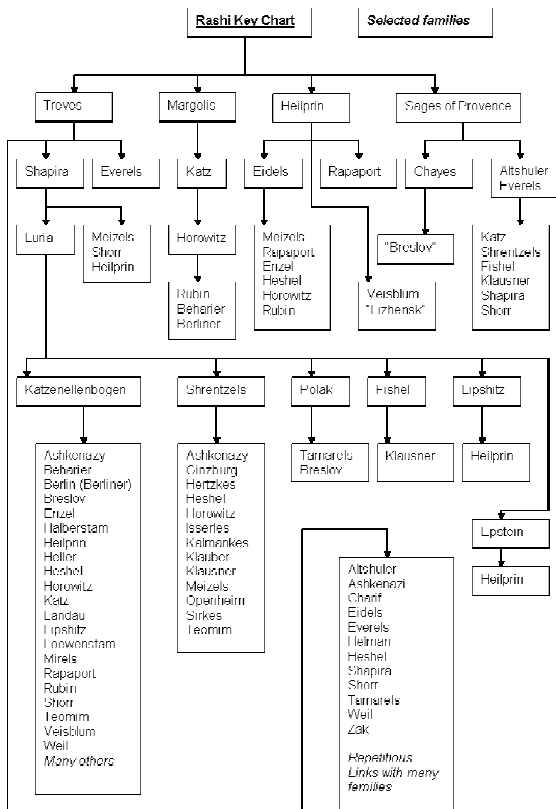 Rashi Key Chart
Selected families
Treves
Margolis
Heilprin
Sages of Provence
Shapira
Everels
Katz
Eidels
Rapaport
Chayes
Altshuler
Everels
Luria
Meizels
Shorr
Heilprin
Horowitz
Meizels
Rapaport
Enzel
Heshel
Horowitz
Rubin
"Breslov"
Katz
Shrentzels
Fishel
Klausner
Shapira
Shorr
Rubin
Beharier
Berliner
Veisblum
"Lizhensk"
Katzenellenbogen
Shrentzels
Polak
Fishel
Lipshitz
Ashkenazy
Beharier
Berlin (Berliner)
Breslov
Enzel
Halberstam
Heilprin
Heller
Heshel
Horowitz
Katz
Landau
Lipshitz
Loewenstam
Mirels
Rapaport
Rubin
Shorr
Teomim
Veisblum
Weil
Many others
Ashkenazy
Ginzburg
Hertzkes
Heshel
Horowitz
Isserles
Kalmankes
Klauber
Klausner
Meizels
Openheim
Sirkes
Teomim
Tamarels
Breslov
Klausner
Heilprin
Epstein
Heilprin
Altshuler
Ashkenazi
Charif
Eidels
Everels
Helman
Heshel
Shapira
Shorr
Tamarels
Weil
Zak
Repetitious
Links with many
families